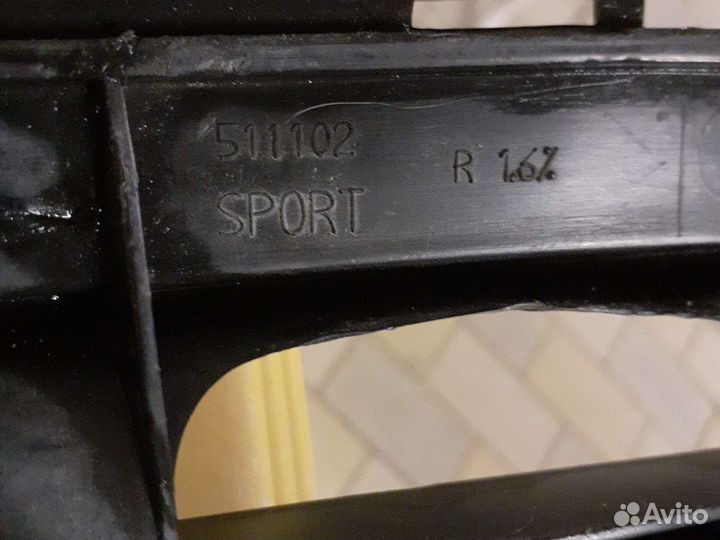 511102
SPORT
R 1.6%
Avito